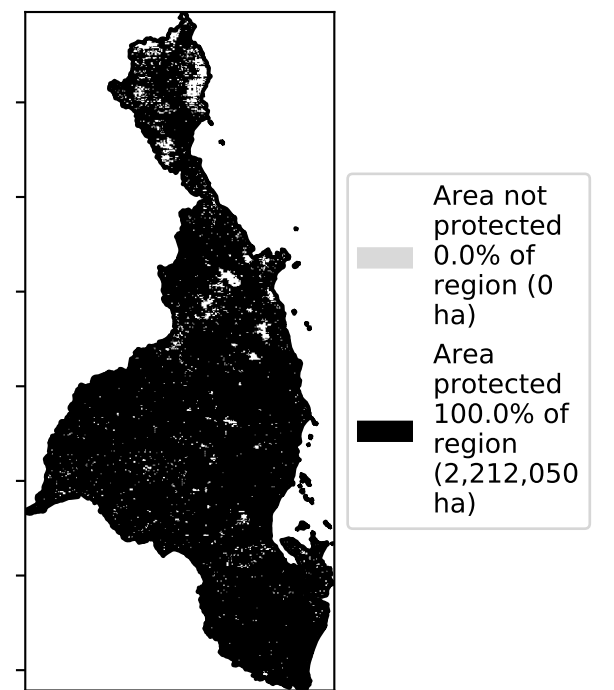 Area not
protected
0.0% of
region (0
ha)
Area
protected
100.0% of
region
(2,212,050
ha)